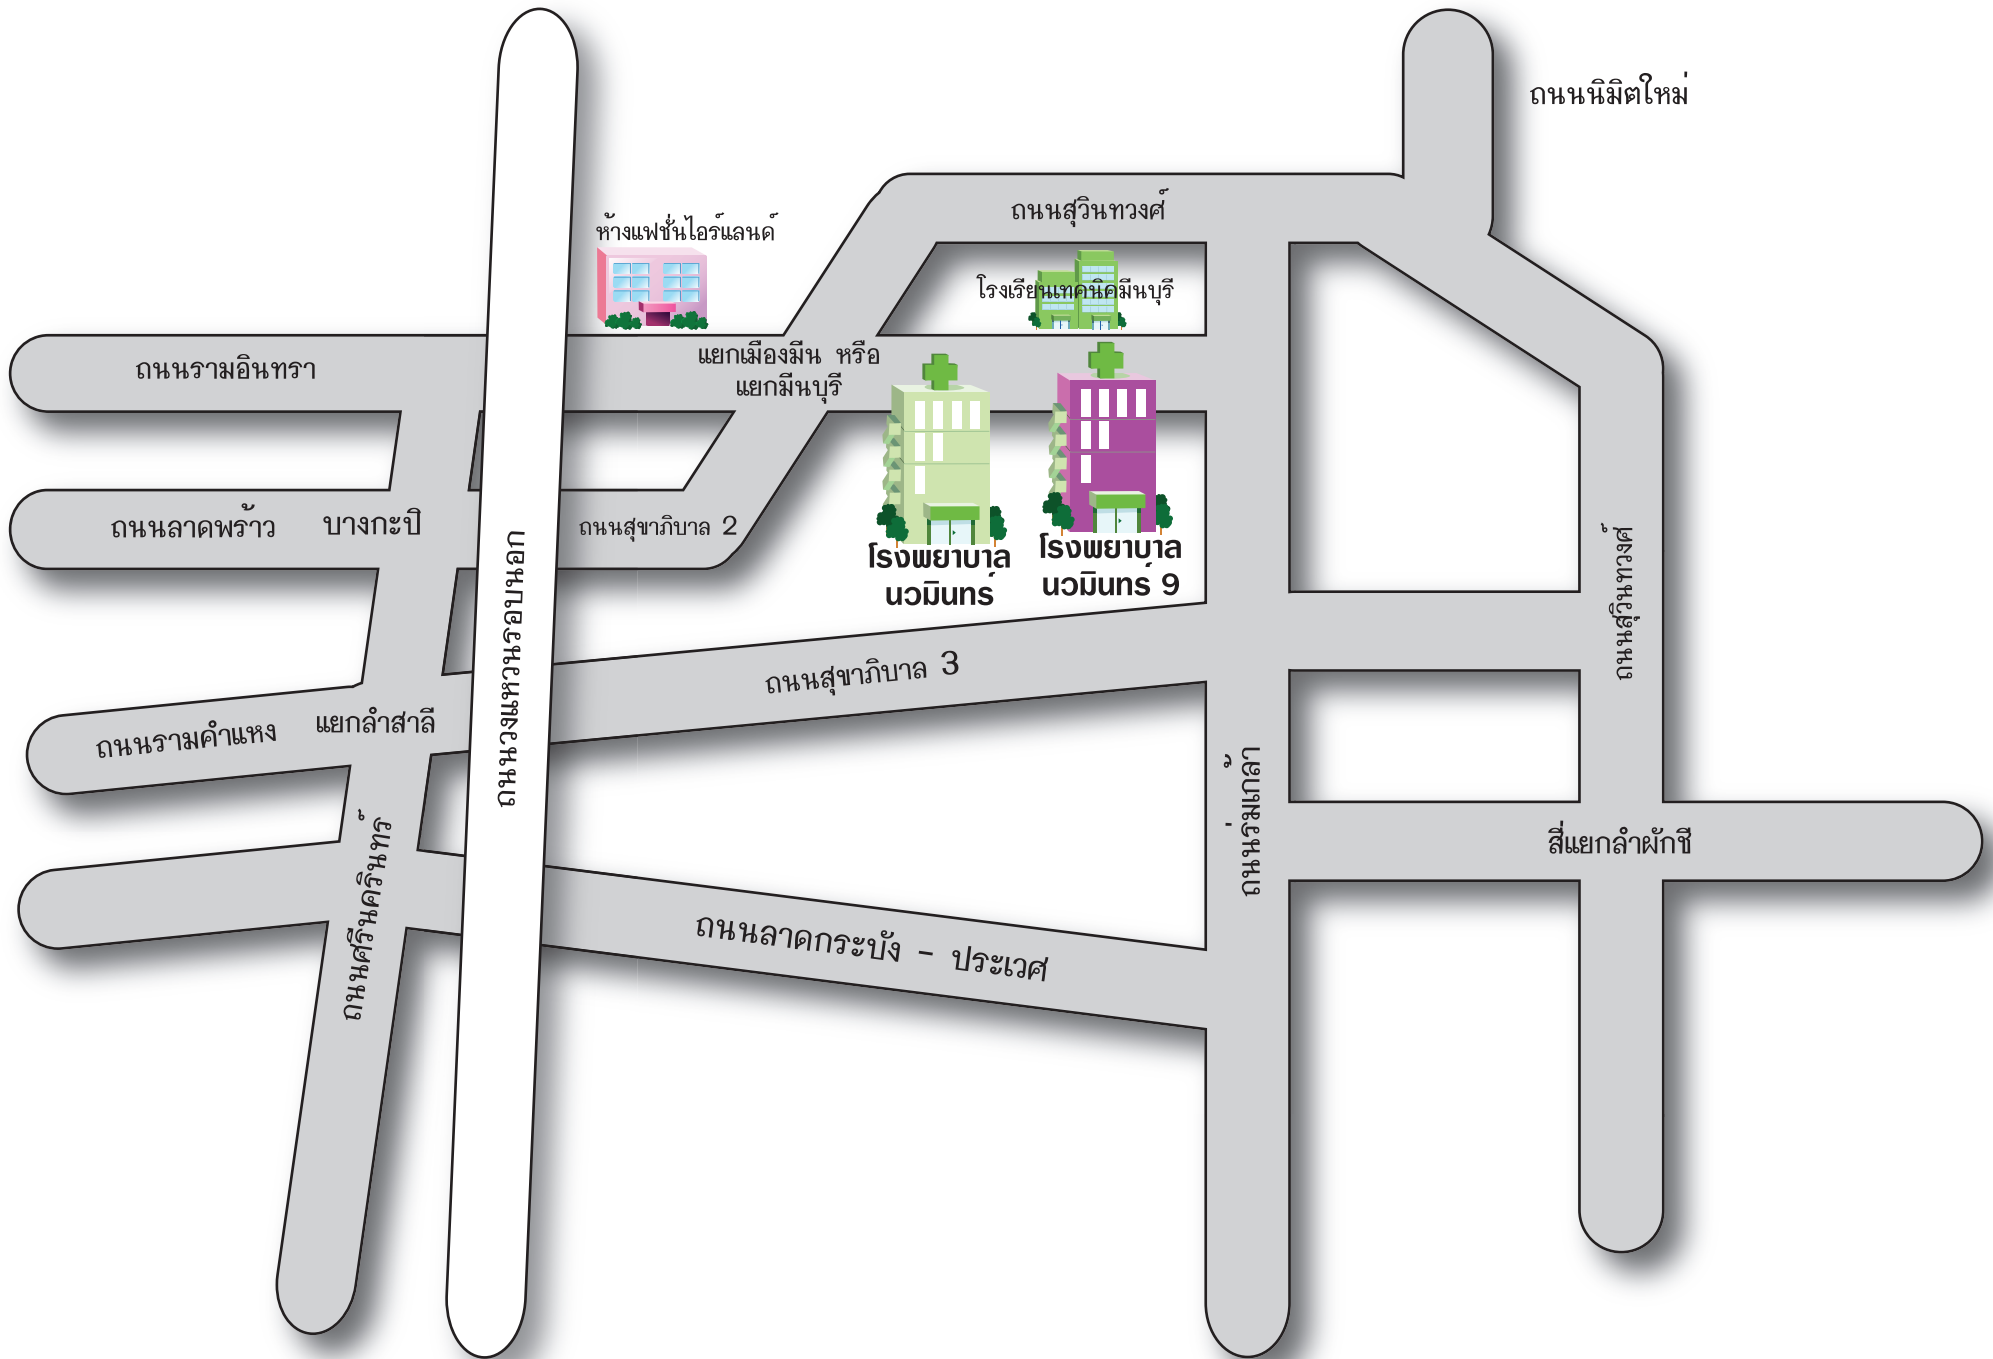 ถนนนิมิตใหม่
ถนนสุวินทวงศ์
ห้างแฟชั่นไอร์แลนด์
โรงเรียนเทคนิคมีนบุรี
ถนนรามอินทรา
แยกเมืองมีน หรือ
แยกมีนบุรี
ถนนลาดพร้าว
บางกะปิ
ถนนสุขาภิบาล 2
โรงพยาบาล
นวมินทร์
โรงพยาบาล
นวมินทร์ 9
ถนนวงแหวนรอบนอก
ถนนสุวินทวงศ์
ถนนสุขาภิบาล 3
ถนนรามคำแหง
แยกลำสาลี
ถนนร่มเกล้า
สี่แยกลำผักชี
ถนนศรีนครินทร์
ถนนลาดกระบัง - ประเวศ